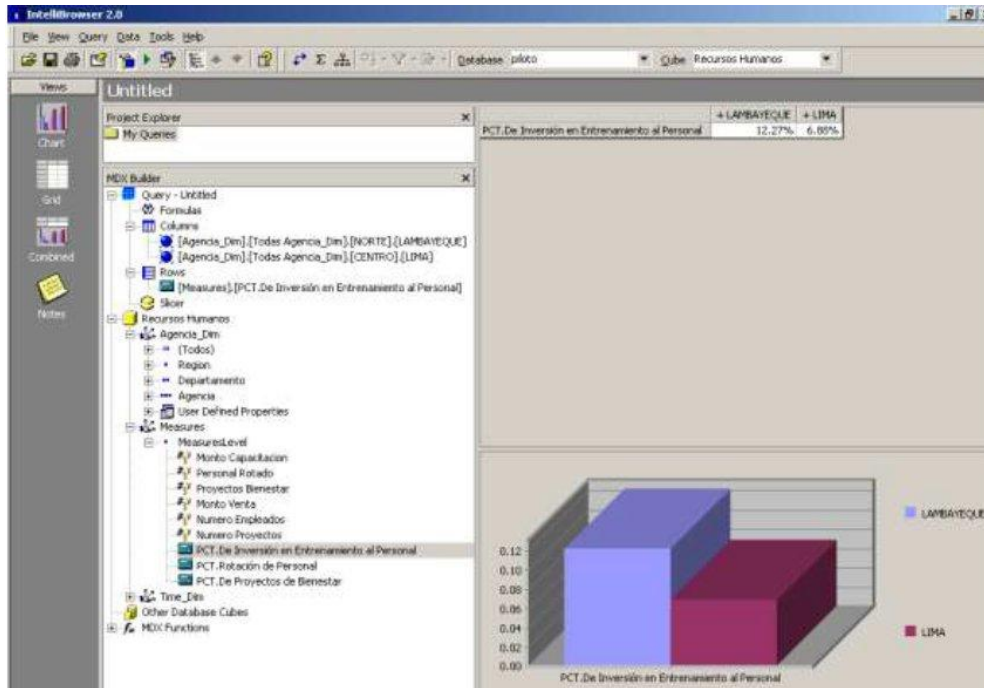 IntelliBrowser 2.0
File View Query Data Tools Help
Database piloto Cube Recursos Humanos
Views
Chart
Grid
Combined
Notes
Untitled
Project Explorer
My Queries
MDX Builder
Query - Untitled
Formulas
Columns
[Agencia_Dim].[Todas Agencia_Dim].[NORTE].[LAMBAYEQUE]
[Agencia_Dim].[Todas Agencia_Dim].[CENTRO].[LIMA]
Rows
[Measures].[PCT.De Inversión en Entrenamiento al Personal]
Slicer
Recursos Humanos
Agencia_Dim
(Todos)
Region
Departamento
Agencia
User Defined Properties
Measures
MeasuresLevel
Monto Capacitacion
Personal Rotado
Proyectos Bienestar
Monto Venta
Numero Empleados
Numero Proyectos
PCT.De Inversión en Entrenamiento al Personal
PCT.Rotación de Personal
PCT.De Proyectos de Bienestar
Time_Dim
Other Database Cubes
MDX Functions
+ LAMBAYEQUE + LIMA
PCT.De Inversión en Entrenamiento al Personal 12.27% 6.88%
0.12
0.10
0.08
0.06
0.04
0.02
0.00
PCT.De Inversión en Entrenamiento al Personal
LAMBAYEQUE
LIMA